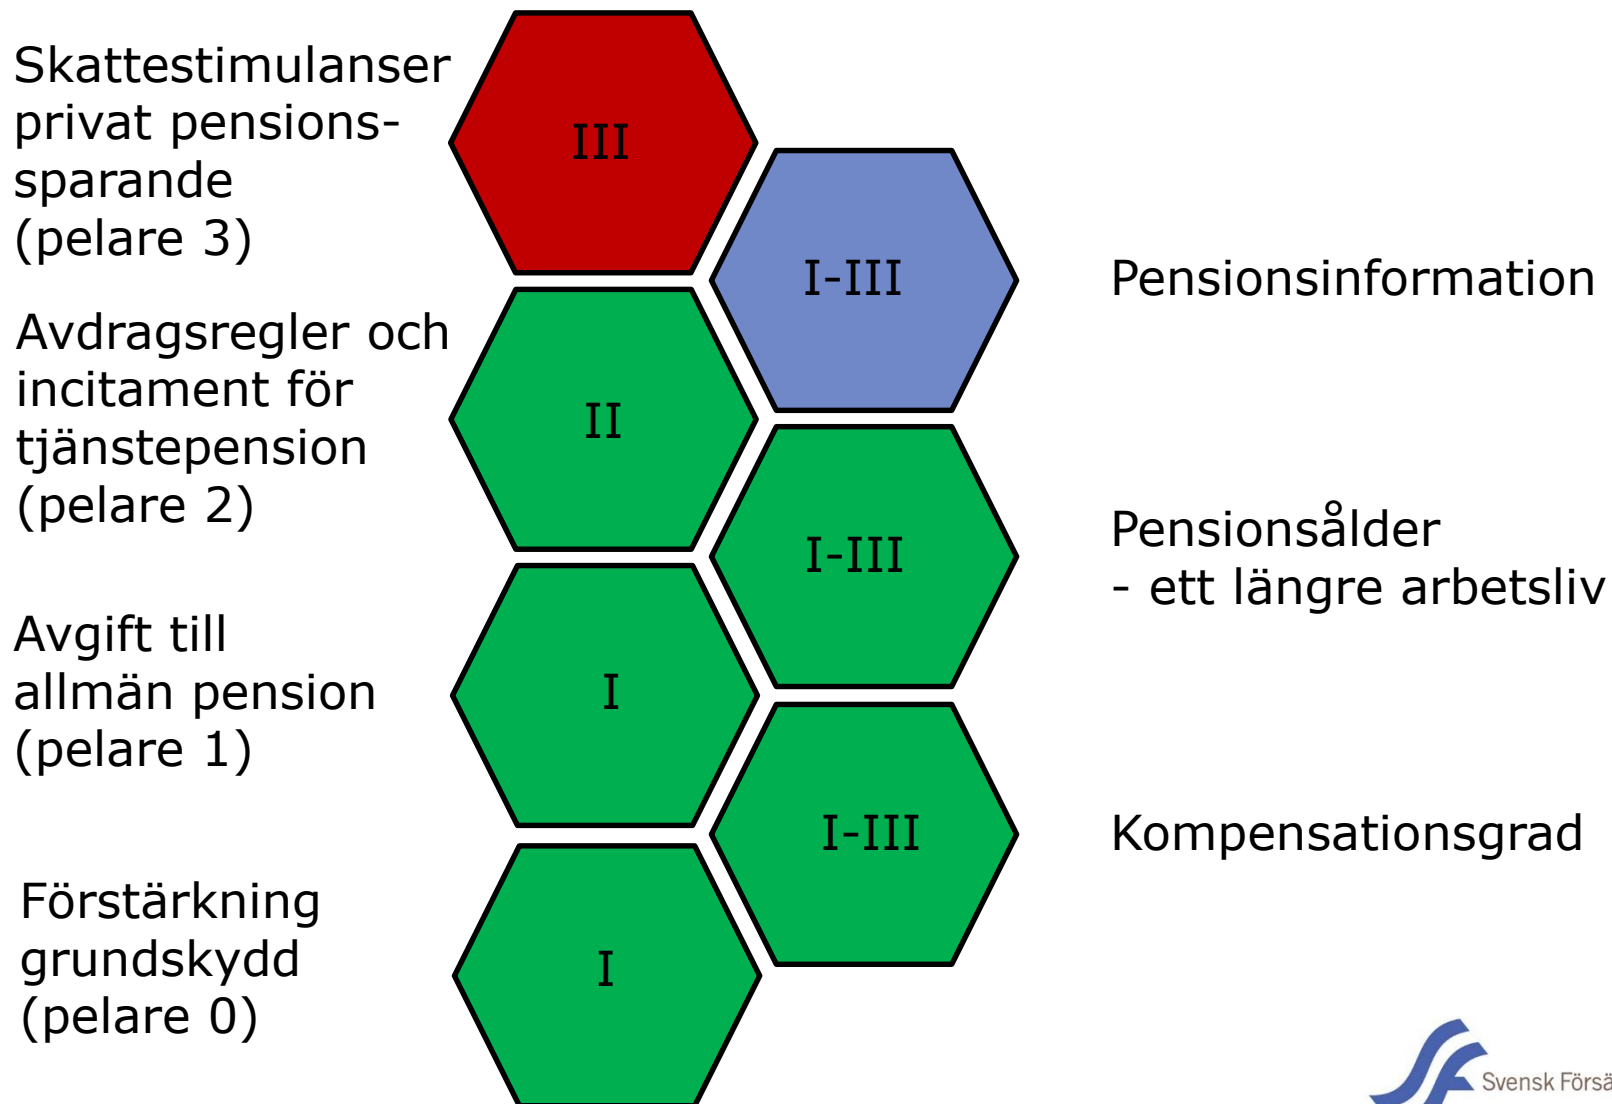 Skattestimulanser
privat pensions-
sparande
(pelare 3)
III
I-III
Pensionsinformation
Avdragsregler och
incitament för
tjänstepension
(pelare 2)
II
I-III
Pensionsålder
- ett längre arbetsliv
Avgift till
allmän pension
(pelare 1)
I
I-III
Kompensationsgrad
Förstärkning
grundskydd
(pelare 0)
I
Svensk